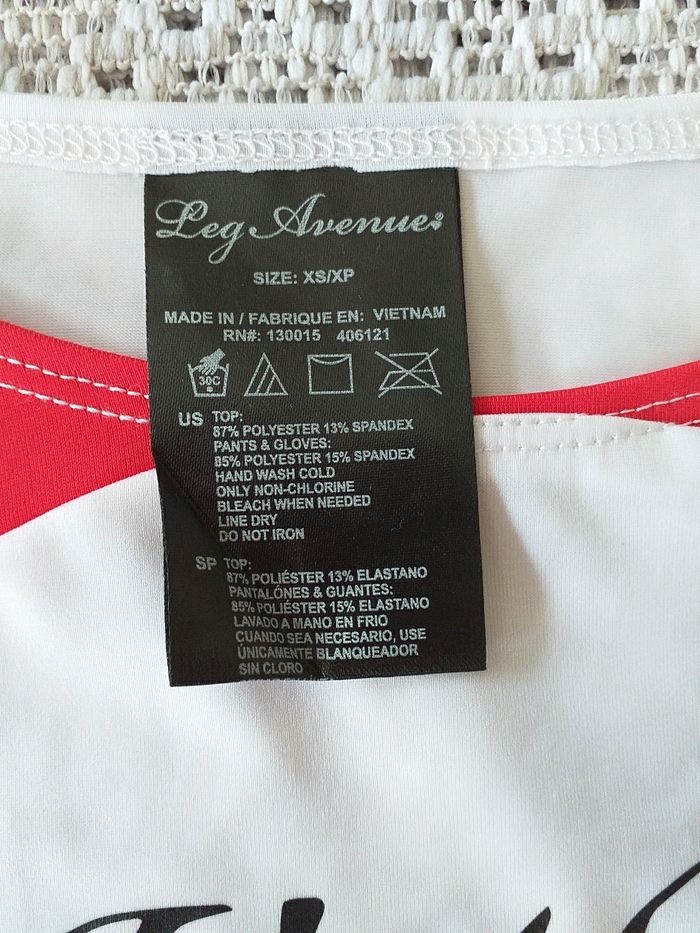 Leg Avenue
SIZE: XS/XP
MADE IN / FABRIQUE EN: VIETNAM
RN#: 130015 406121
30C
US TOP:
87% POLYESTER 13% SPANDEX
PANTS & GLOVES:
85% POLYESTER 15% SPANDEX
HAND WASH COLD
ONLY NON-CHLORINE
BLEACH WHEN NEEDED
LINE DRY
DO NOT IRON
SP TOP:
87% POLIÉSTER 13% ELASTANO
PANTALÓNES & GUANTES:
85% POLIÉSTER 15% ELASTANO
LAVADO A MANO EN FRIO
CUANDO SEA NECESARIO, USE
ÚNICAMENTE BLANQUEADOR
SIN CLORO